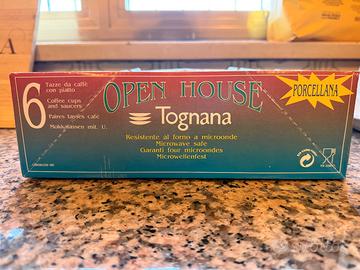 6
Tazze da caffè
con piatto
Coffee cups
and saucers
Paires tasses café
Mokkatassen mit. U.
OPEN HOUSE
Tognana
Resistente al forno a microonde
Microwave safe
Garanti four microondes
Microwellenfest
PORCELLANA